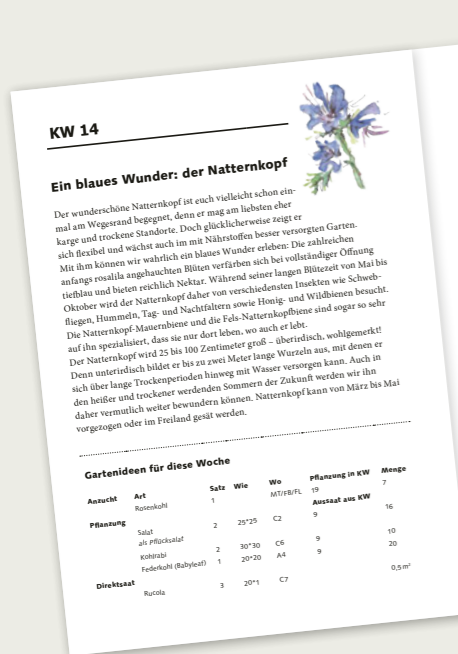 KW 14
Ein blaues Wunder: der Natternkopf
Der wunderschöne Natternkopf ist euch vielleicht schon ein-
mal am Wegesrand begegnet, denn er mag am liebsten eher
karge und trockene Standorte. Doch glücklicherweise zeigt er
sich flexibel und wächst auch im mit Nährstoffen besser versorgten Garten.
Mit ihm können wir wahrlich ein blaues Wunder erleben: Die zahlreichen
anfangs rosalila angehauchten Blüten verfärben sich bei vollständiger Öffnung
tiefblau und bieten reichlich Nektar. Während seiner langen Blütezeit von Mai bis
Oktober wird der Natternkopf daher von verschiedensten Insekten wie Schweb-
fliegen, Hummeln, Tag- und Nachtfaltern sowie Honig- und Wildbienen besucht.
Die Natternkopf-Mauernbiene und die Fels-Natternkopfbiene sind sogar so sehr
auf ihn spezialisiert, dass sie nur dort leben, wo auch er lebt.
Der Natternkopf wird 25 bis 100 Zentimeter groß – überirdisch, wohlgemerkt!
Denn unterirdisch bildet er bis zu zwei Meter lange Wurzeln aus, mit denen er
sich über lange Trockenperioden hinweg mit Wasser versorgen kann. Auch in
den heißer und trockener werdenden Sommern der Zukunft werden wir ihn
daher vermutlich weiter bewundern können. Natternkopf kann von März bis Mai
vorgezogen oder im Freiland gesät werden.
Gartenideen für diese Woche
Anzucht Art Satz Wie Wo Pflanzung in KW Menge
Rosenkohl 1 MT/FB/FL 19 7
Pflanzung Aussaat aus KW
Salat 2 25*25 C2 9 16
als Pflücksalat
Kohlrabi 2 30*30 C6 9 10
Federkohl (Babyleaf) 1 20*20 A4 9 20
Direktsaat
Rucola 3 20*1 C7 0,5 m²